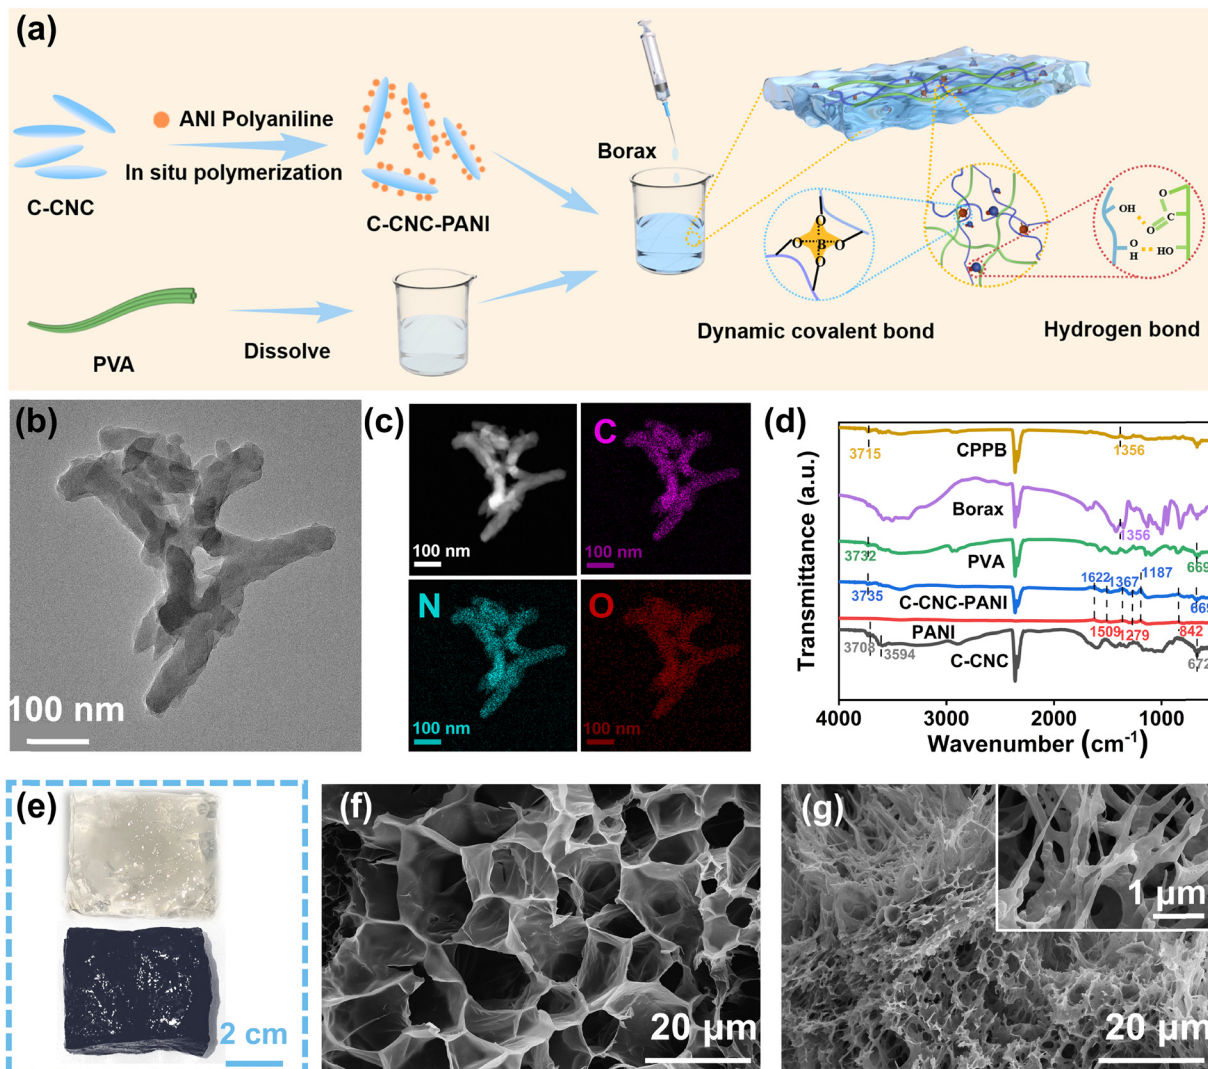 (a)
C-CNC
ANI Polyaniline
In situ polymerization
C-CNC-PANI
PVA
Dissolve
Borax
O
O B O
O
Dynamic covalent bond
OH
O
C
O
O
H
HO
Hydrogen bond
(b)
100 nm
(c)
100 nm
C
100 nm
N
100 nm
O
100 nm
(d)
Transmittance (a.u.)
3715
CPPB
1356
Borax
1356
3732
PVA
669
1622
1367
1187
3735
C-CNC-PANI
669
PANI
1509
1279
842
3708
3594
C-CNC
672
4000
3000
2000
1000
Wavenumber (cm⁻¹)
(e)
2 cm
(f)
20 μm
(g)
1 μm
20 μm